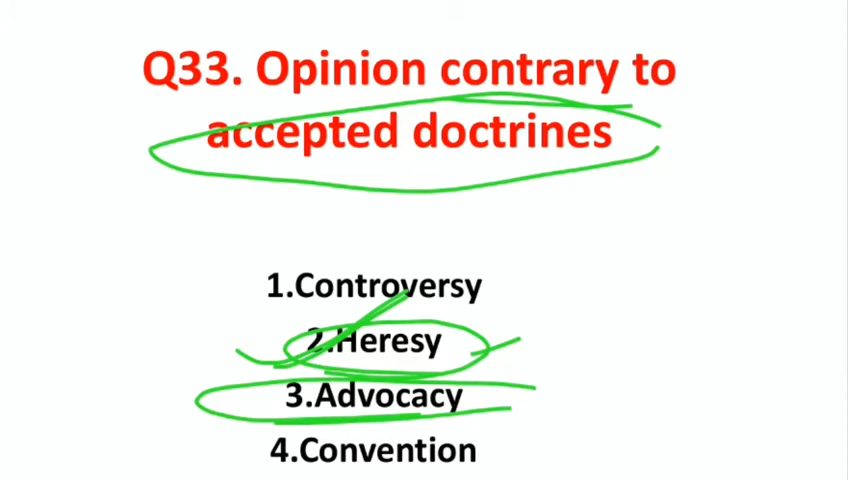 Q33. Opinion contrary to
accepted doctrines
1.Controversy
2.Heresy
3.Advocacy
4.Convention